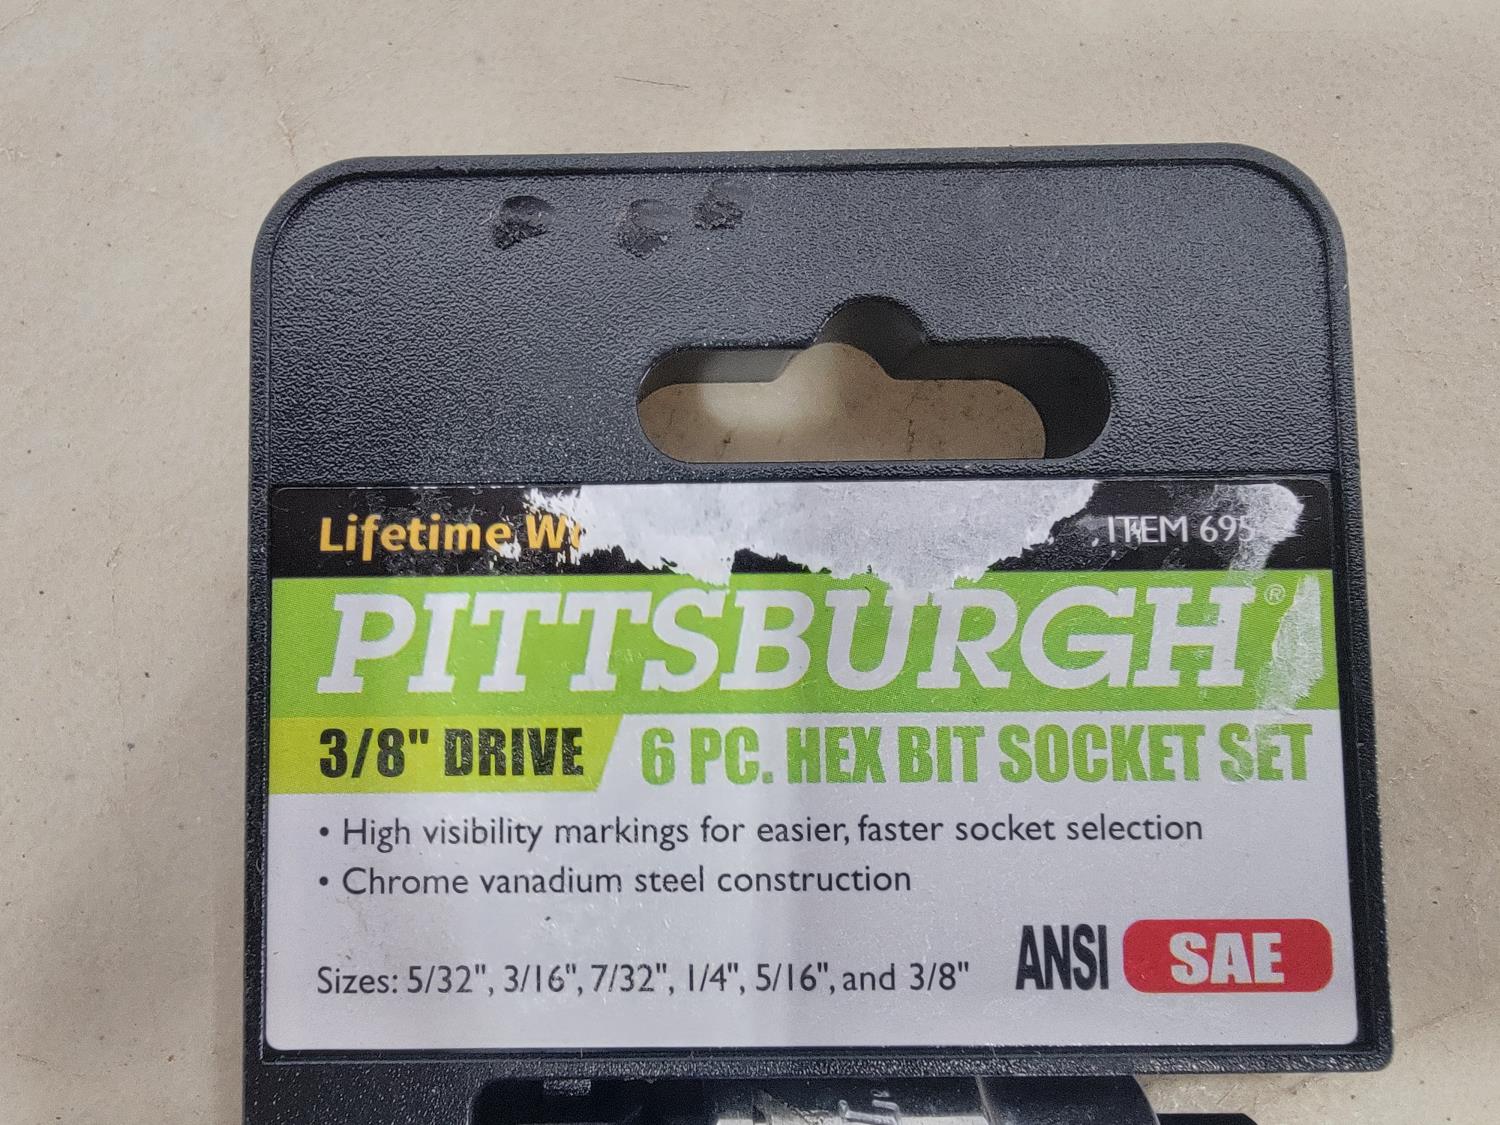 Lifetime
ITEM 695
PITTSBURGH®
3/8" DRIVE 6 PC. HEX BIT SOCKET SET
• High visibility markings for easier, faster socket selection
• Chrome vanadium steel construction
Sizes: 5/32", 3/16", 7/32", 1/4", 5/16", and 3/8" ANSI SAE